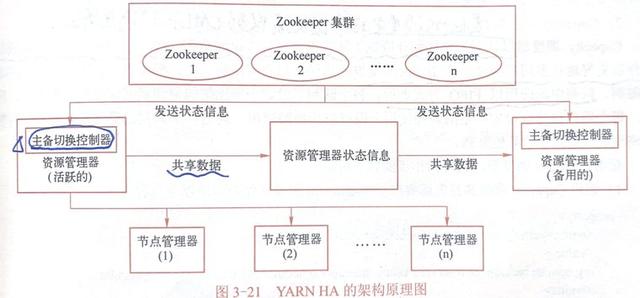 Zookeeper 集群
Zookeeper
1
Zookeeper
2
……
Zookeeper
n
发送状态信息
发送状态信息
主备切换控制器
资源管理器
(活跃的)
共享数据
资源管理器状态信息
共享数据
主备切换控制器
资源管理器
(备用的)
节点管理器
(1)
节点管理器
(2)
……
节点管理器
(n)
图 3-21 YARN HA 的架构原理图